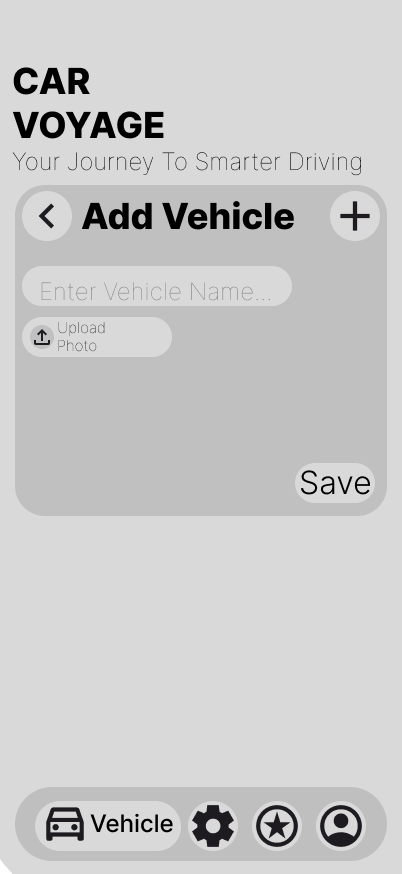 CAR
VOYAGE
Your Journey To Smarter Driving
Add Vehicle
Enter Vehicle Name...
Upload
Photo
Save
Vehicle